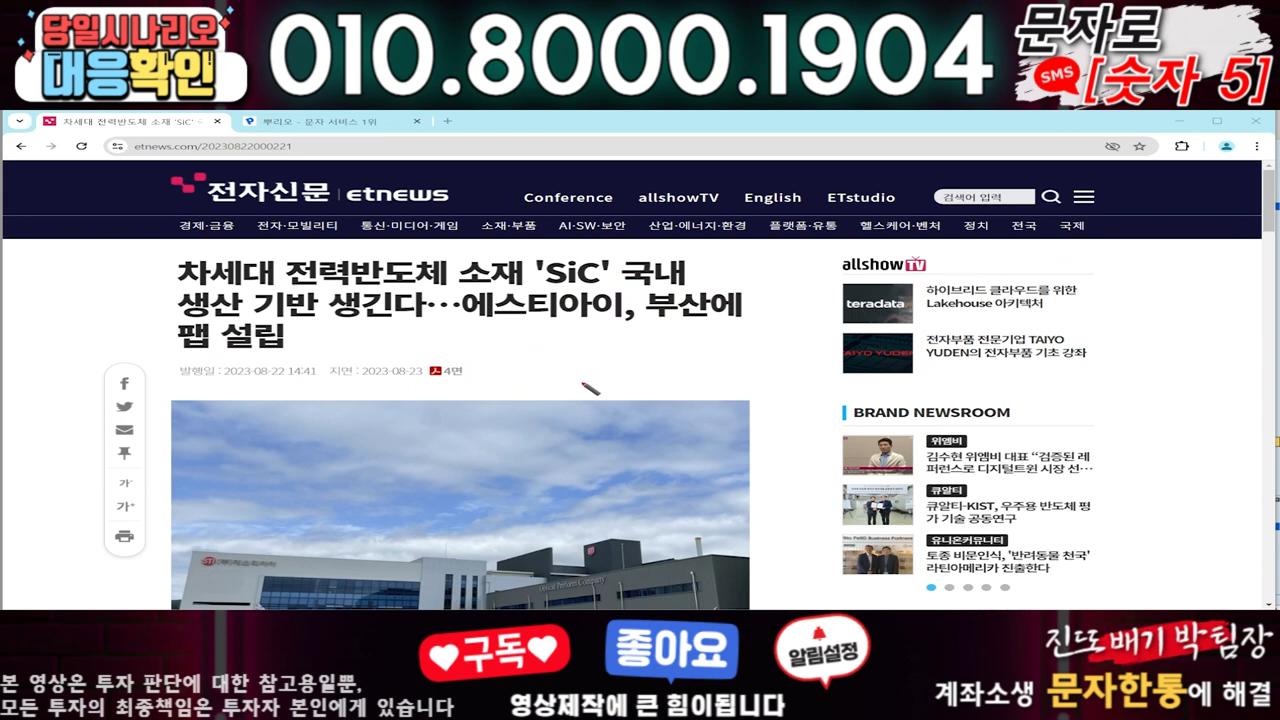 당일시나리오
대응확인
010.8000.1904
문자로
SMS
[숫자 5]
차세대 전력반도체 소재 'SiC' 국
뿌리오 - 문자 서비스 1위
etnews.com/20230822000221
전자신문 etnews
Conference allshowTV English ETstudio
검색어 입력
경제·금융 전자·모빌리티 통신·미디어·게임 소재·부품 AI·SW·보안 산업·에너지·환경 플랫폼·유통 헬스케어·벤처 정치 전국 국제
차세대 전력반도체 소재 'SiC' 국내
생산 기반 생긴다…에스티아이, 부산에
팹 설립
발행일 : 2023-08-22 14:41 지면 : 2023-08-23 4면
가-
가+
Optical Platform Company
allshowTV
teradata.
하이브리드 클라우드를 위한
Lakehouse 아키텍처
TAIYO YUDEN
전자부품 전문기업 TAIYO
YUDEN의 전자부품 기초 강좌
BRAND NEWSROOM
위엠비
김수현 위엠비 대표 “검증된 레
퍼런스로 디지털트윈 시장 선…
큐알티
큐알티-KIST, 우주용 반도체 평
가 기술 공동연구
유니온커뮤니티
토종 비문인식, '반려동물 천국'
라틴아메리카 진출한다
구독
좋아요
알림설정
영상제작에 큰 힘이됩니다
본 영상은 투자 판단에 대한 참고용일뿐,
모든 투자의 최종책임은 투자자 본인에게 있습니다
진또배기 박팀장
계좌소생 문자한통에 해결